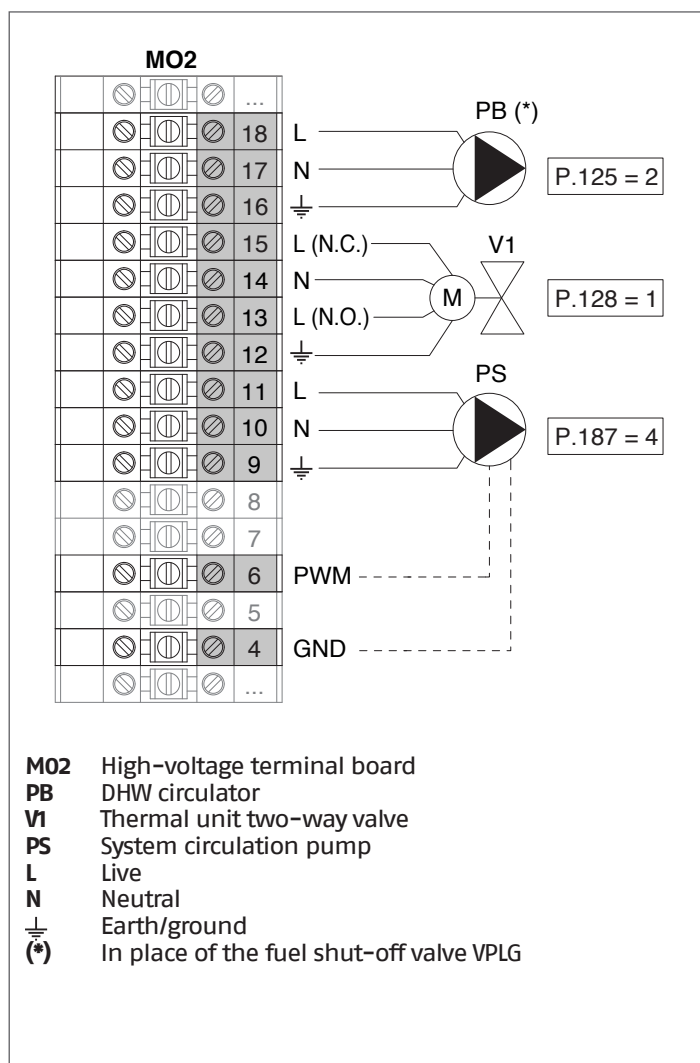 MO2
...
18 L PB (*)
17 N P.125 = 2
16
15 L (N.C.) V1
14 N M P.128 = 1
13 L (N.O.)
12
11 L PS
10 N P.187 = 4
9
8
7
6 PWM
5
4 GND
...
M02 High-voltage terminal board
PB DHW circulator
V1 Thermal unit two-way valve
PS System circulation pump
L Live
N Neutral
⏚ Earth/ground
(*) In place of the fuel shut-off valve VPLG